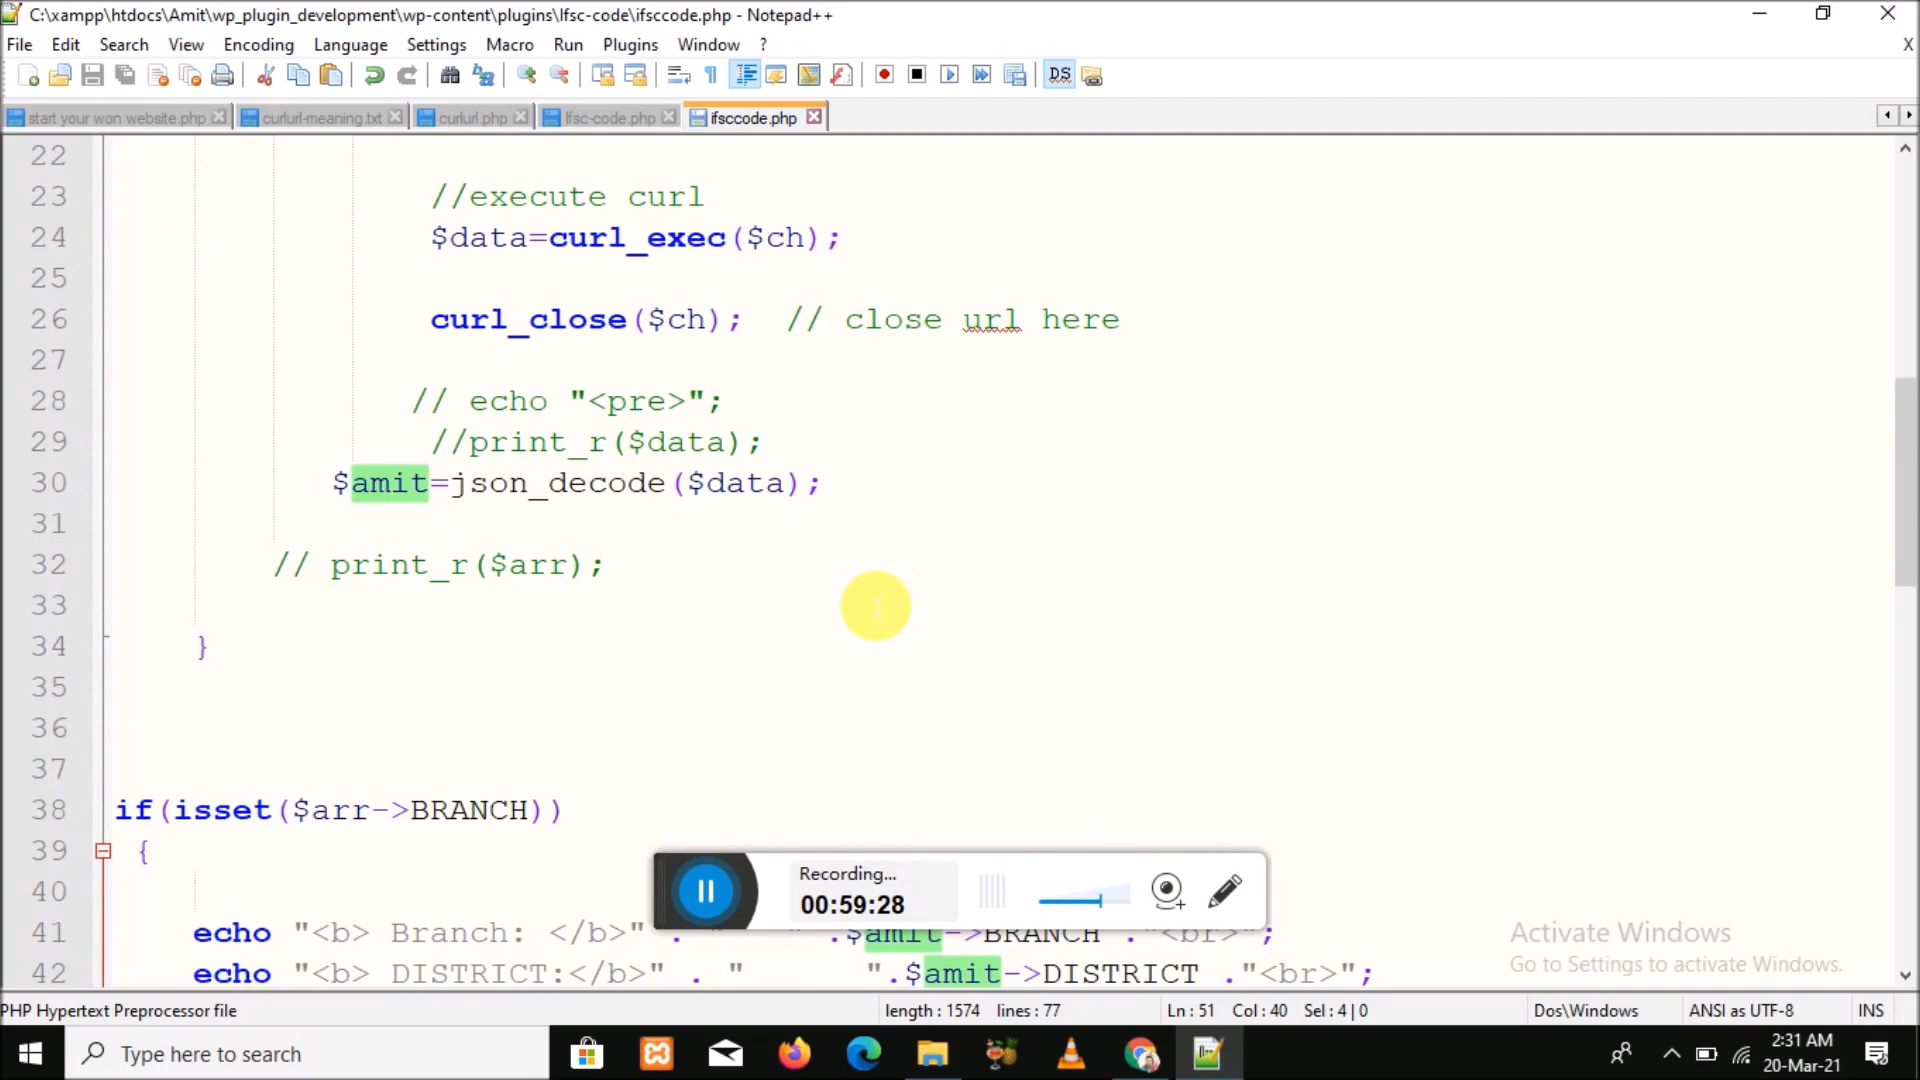 C:\xampp\htdocs\Amit\wp_plugin_development\wp-content\plugins\Ifsc-code\ifsccode.php - Notepad++
File Edit Search View Encoding Language Settings Macro Run Plugins Window ?
X
DS
start your won website.php curlurl-meaning.txt curlurl.php Ifsc-code.php ifsccode.php
22
23 //execute curl
24 $data=curl_exec($ch);
25
26 curl_close($ch); // close url here
27
28 // echo "<pre>";
29 //print_r($data);
30 $amit=json_decode($data);
31
32 // print_r($arr);
33
34 }
35
36
37
38 if(isset($arr->BRANCH))
39 {
40
41 echo "<b> Branch: </b>" . " " .$amit->BRANCH ."<br>";
42 echo "<b> DISTRICT:</b>" . " ".$amit->DISTRICT ."<br>";
Recording...
00:59:28
Activate Windows
Go to Settings to activate Windows.
PHP Hypertext Preprocessor file length : 1574 lines : 77 Ln : 51 Col : 40 Sel : 4 | 0 Dos\Windows ANSI as UTF-8 INS
Type here to search
2:31 AM
20-Mar-21